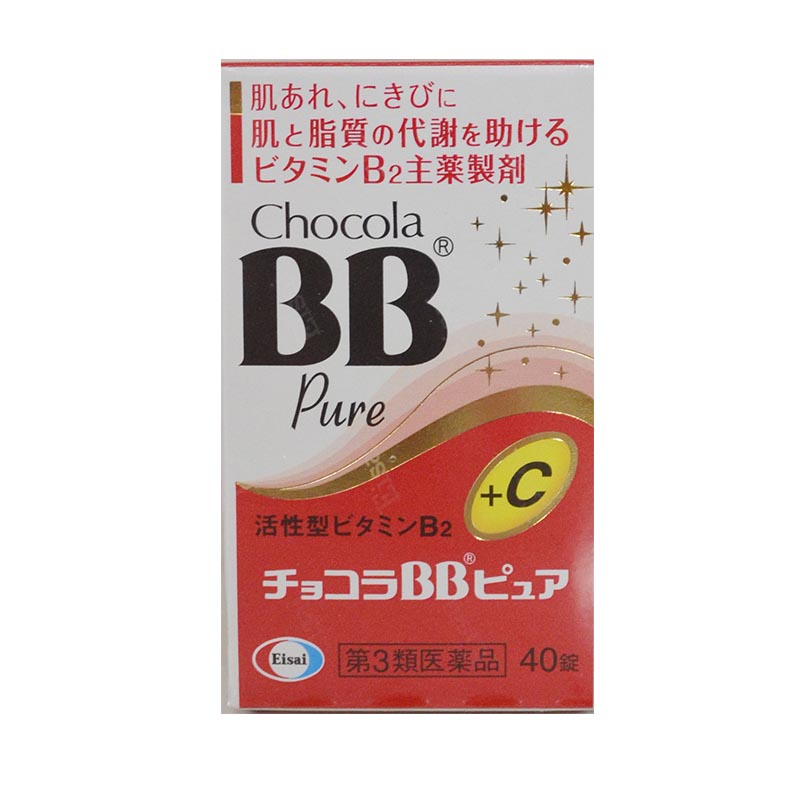 肌あれ、にきびに
肌と脂質の代謝を助ける
ビタミンB2主薬製剤
Chocola
BB®
Pure
+C
活性型ビタミンB2
チョコラBB®ピュア
Eisai
第3類医薬品 40錠